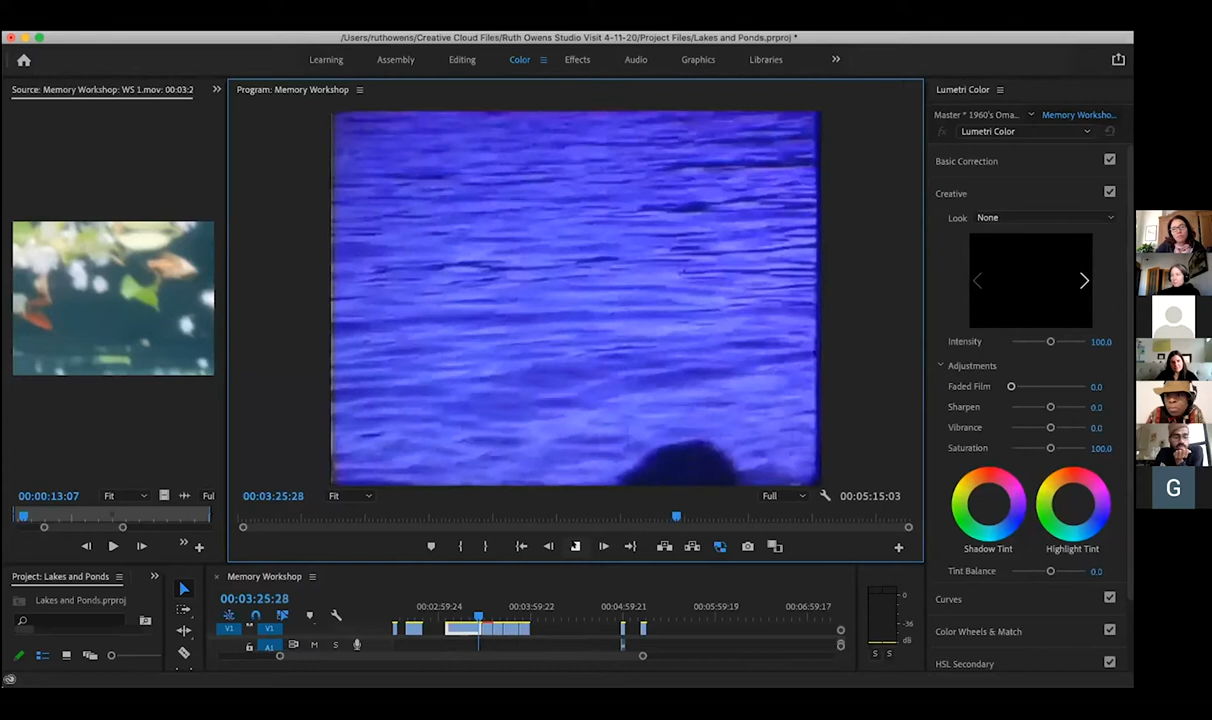 /Users/ruthowens/Creative Cloud Files/Ruth Owens Studio Visit 4-11-20/Project Files/Lakes and Ponds.prproj *
Learning Assembly Editing Color Effects Audio Graphics Libraries
Source: Memory Workshop: WS 1.mov: 00:03:2
Program: Memory Workshop
Lumetri Color
Master * 1960's Oma... Memory Worksho...
fx Lumetri Color
Basic Correction
Creative
Look None
Intensity 100.0
Adjustments
Faded Film 0.0
Sharpen 0.0
Vibrance 0.0
Saturation 100.0
Shadow Tint Highlight Tint
Tint Balance 0.0
Curves
Color Wheels & Match
HSL Secondary
00:00:13:07 Fit Ful
00:03:25:28 Fit Full 00:05:15:03
Project: Lakes and Ponds
Lakes and Ponds.prproj
× Memory Workshop
00:03:25:28
00:02:59:24 00:03:59:22 00:04:59:21 00:05:59:19 00:06:59:17
V1 V1
A1 M S
0
-36
dB
S S
G